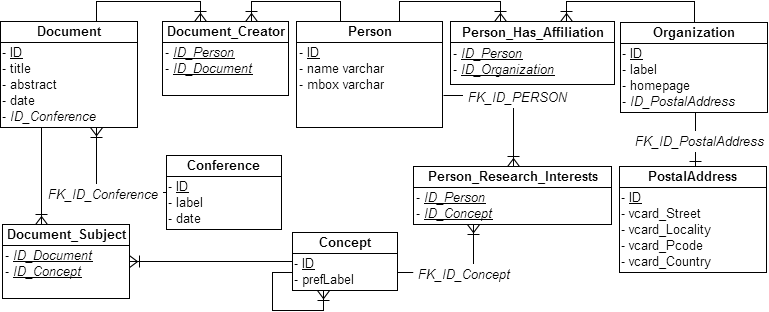 Document
- ID
- title
- abstract
- date
- ID_Conference
Document_Creator
- ID_Person
- ID_Document
Person
- ID
- name varchar
- mbox varchar
Person_Has_Affiliation
- ID_Person
- ID_Organization
Organization
- ID
- label
- homepage
- ID_PostalAddress
FK_ID_PERSON
FK_ID_PostalAddress
Conference
- ID
- label
- date
FK_ID_Conference
Person_Research_Interests
- ID_Person
- ID_Concept
PostalAddress
- ID
- vcard_Street
- vcard_Locality
- vcard_Pcode
- vcard_Country
Document_Subject
- ID_Document
- ID_Concept
Concept
- ID
- prefLabel
FK_ID_Concept